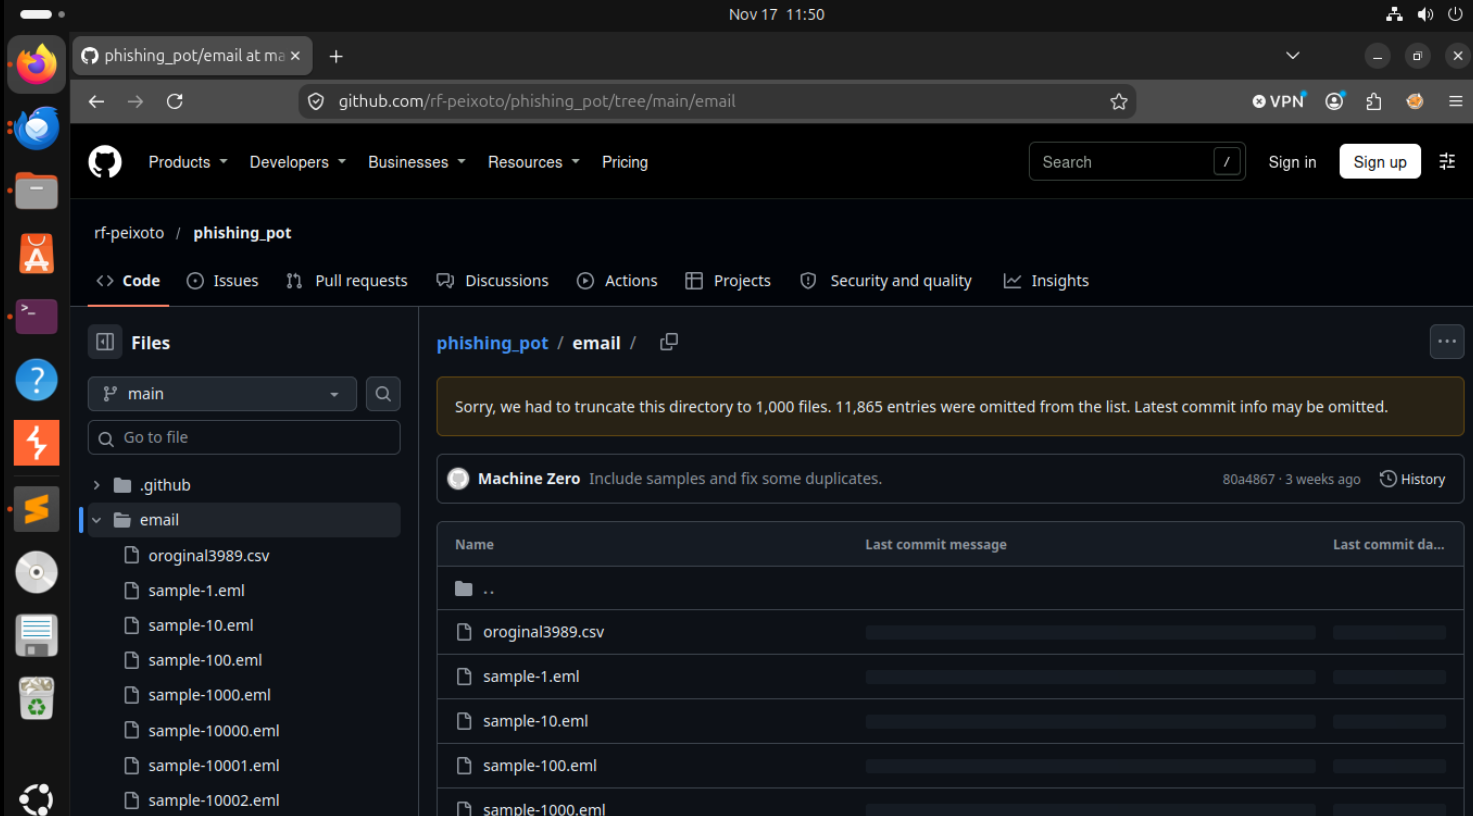 Nov 17 11:50
phishing_pot/email at ma
github.com/rf-peixoto/phishing_pot/tree/main/email
VPN
Products
Developers
Businesses
Resources
Pricing
Search
/
Sign in
Sign up
rf-peixoto / phishing_pot
<> Code
Issues
Pull requests
Discussions
Actions
Projects
Security and quality
Insights
Files
main
Go to file
.github
email
oroginal3989.csv
sample-1.eml
sample-10.eml
sample-100.eml
sample-1000.eml
sample-10000.eml
sample-10001.eml
sample-10002.eml
phishing_pot / email /
Sorry, we had to truncate this directory to 1,000 files. 11,865 entries were omitted from the list. Latest commit info may be omitted.
Machine Zero Include samples and fix some duplicates.
80a4867 · 3 weeks ago
History
Name
Last commit message
Last commit da...
..
oroginal3989.csv
sample-1.eml
sample-10.eml
sample-100.eml
sample-1000.eml